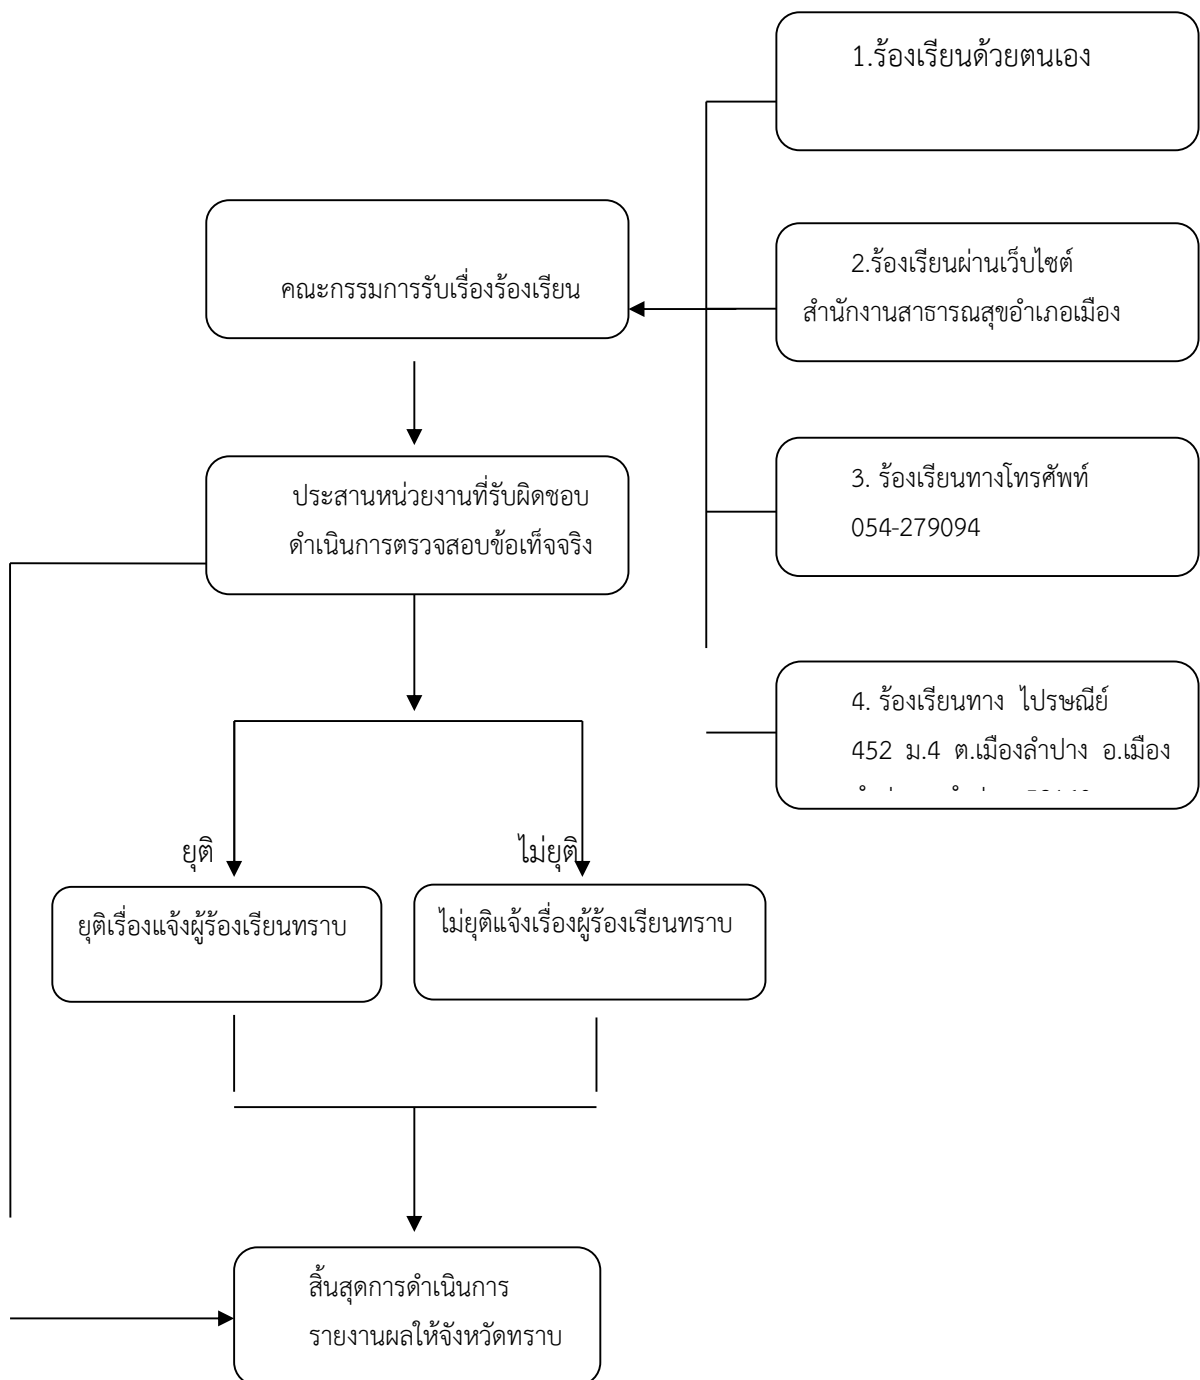 1.ร้องเรียนด้วยตนเอง
คณะกรรมการรับเรื่องร้องเรียน
2.ร้องเรียนผ่านเว็บไซต์
สำนักงานสาธารณสุขอำเภอเมือง
ประสานหน่วยงานที่รับผิดชอบ
ดำเนินการตรวจสอบข้อเท็จจริง
3. ร้องเรียนทางโทรศัพท์
054-279094
4. ร้องเรียนทาง ไปรษณีย์
452 ม.4 ต.เมืองลำปาง อ.เมือง
ยุติ
ไม่ยุติ
ยุติเรื่องแจ้งผู้ร้องเรียนทราบ
ไม่ยุติแจ้งเรื่องผู้ร้องเรียนทราบ
สิ้นสุดการดำเนินการ
รายงานผลให้จังหวัดทราบ